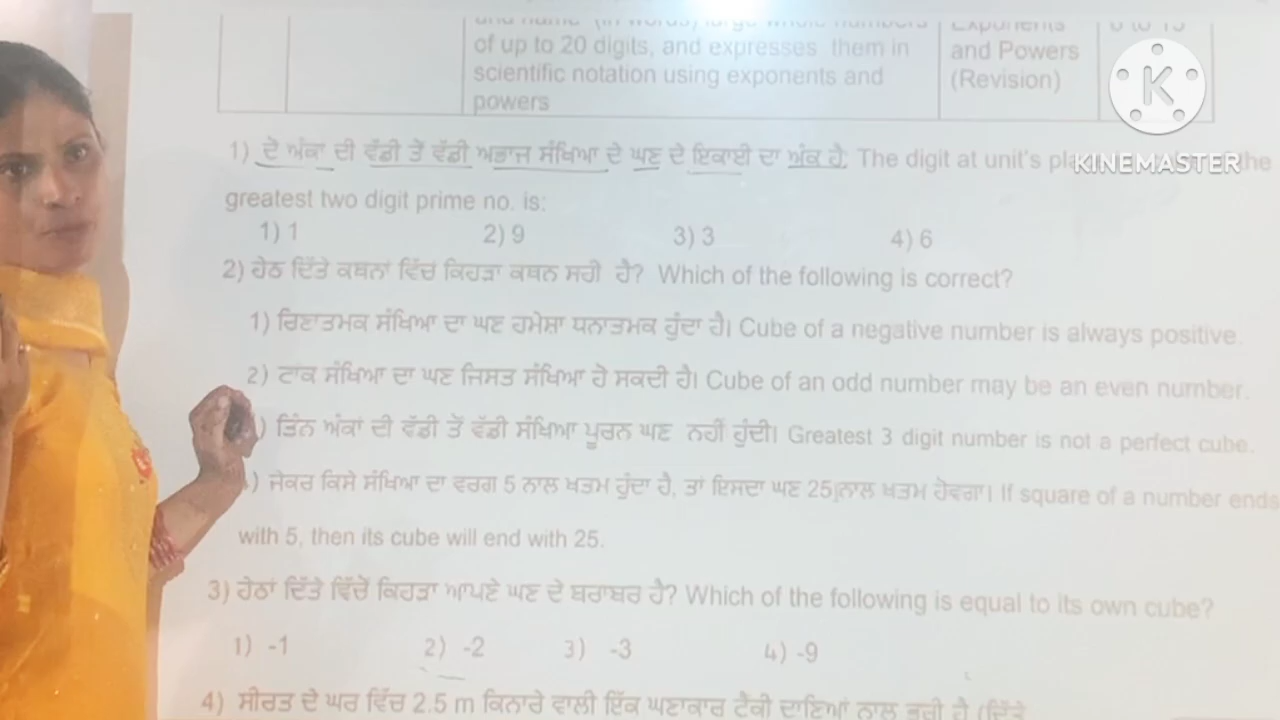 of up to 20 digits, and expresses them in
scientific notation using exponents and
powers
and Powers
(Revision)
KINEMASTER
1) ਦੋ ਅੰਕਾਂ ਦੀ ਵੱਡੀ ਤੋਂ ਵੱਡੀ ਅਭਾਜ ਸੰਖਿਆ ਦੇ ਘਣ ਦੇ ਇਕਾਈ ਦਾ ਅੰਕ ਹੈ: The digit at unit's
greatest two digit prime no. is:
1) 1 2) 9 3) 3 4) 6
2) ਹੇਠ ਦਿੱਤੇ ਕਥਨਾਂ ਵਿੱਚੋਂ ਕਿਹੜਾ ਕਥਨ ਸਹੀ ਹੈ? Which of the following is correct?
1) ਰਿਣਾਤਮਕ ਸੰਖਿਆ ਦਾ ਘਣ ਹਮੇਸ਼ਾ ਧਨਾਤਮਕ ਹੁੰਦਾ ਹੈ। Cube of a negative number is always positive.
2) ਟਾਂਕ ਸੰਖਿਆ ਦਾ ਘਣ ਜਿਸਤ ਸੰਖਿਆ ਹੋ ਸਕਦੀ ਹੈ। Cube of an odd number may be an even number.
) ਤਿੰਨ ਅੰਕਾਂ ਦੀ ਵੱਡੀ ਤੋਂ ਵੱਡੀ ਸੰਖਿਆ ਪੂਰਨ ਘਣ ਨਹੀਂ ਹੁੰਦੀ। Greatest 3 digit number is not a perfect cube.
) ਜੇਕਰ ਕਿਸੇ ਸੰਖਿਆ ਦਾ ਵਰਗ 5 ਨਾਲ ਖਤਮ ਹੁੰਦਾ ਹੈ, ਤਾਂ ਇਸਦਾ ਘਣ 25 ਨਾਲ ਖਤਮ ਹੋਵਗਾ। If square of a number ends
with 5, then its cube will end with 25.
3) ਹੇਠਾਂ ਦਿੱਤੇ ਵਿੱਚੋਂ ਕਿਹੜਾ ਆਪਣੇ ਘਣ ਦੇ ਬਰਾਬਰ ਹੈ? Which of the following is equal to its own cube?
1) -1 2) -2 3) -3 4) -9
4) ਸੀਰਤ ਦੇ ਘਰ ਵਿੱਚ 2.5 m ਕਿਨਾਰੇ ਵਾਲੀ ਇੱਕ ਘਣਾਕਾਰ ਟੈਂਕੀ ਦਾਣਿਆਂ ਨਾਲ ਭਰੀ ਹੈ (ਦਿੱਤੇ